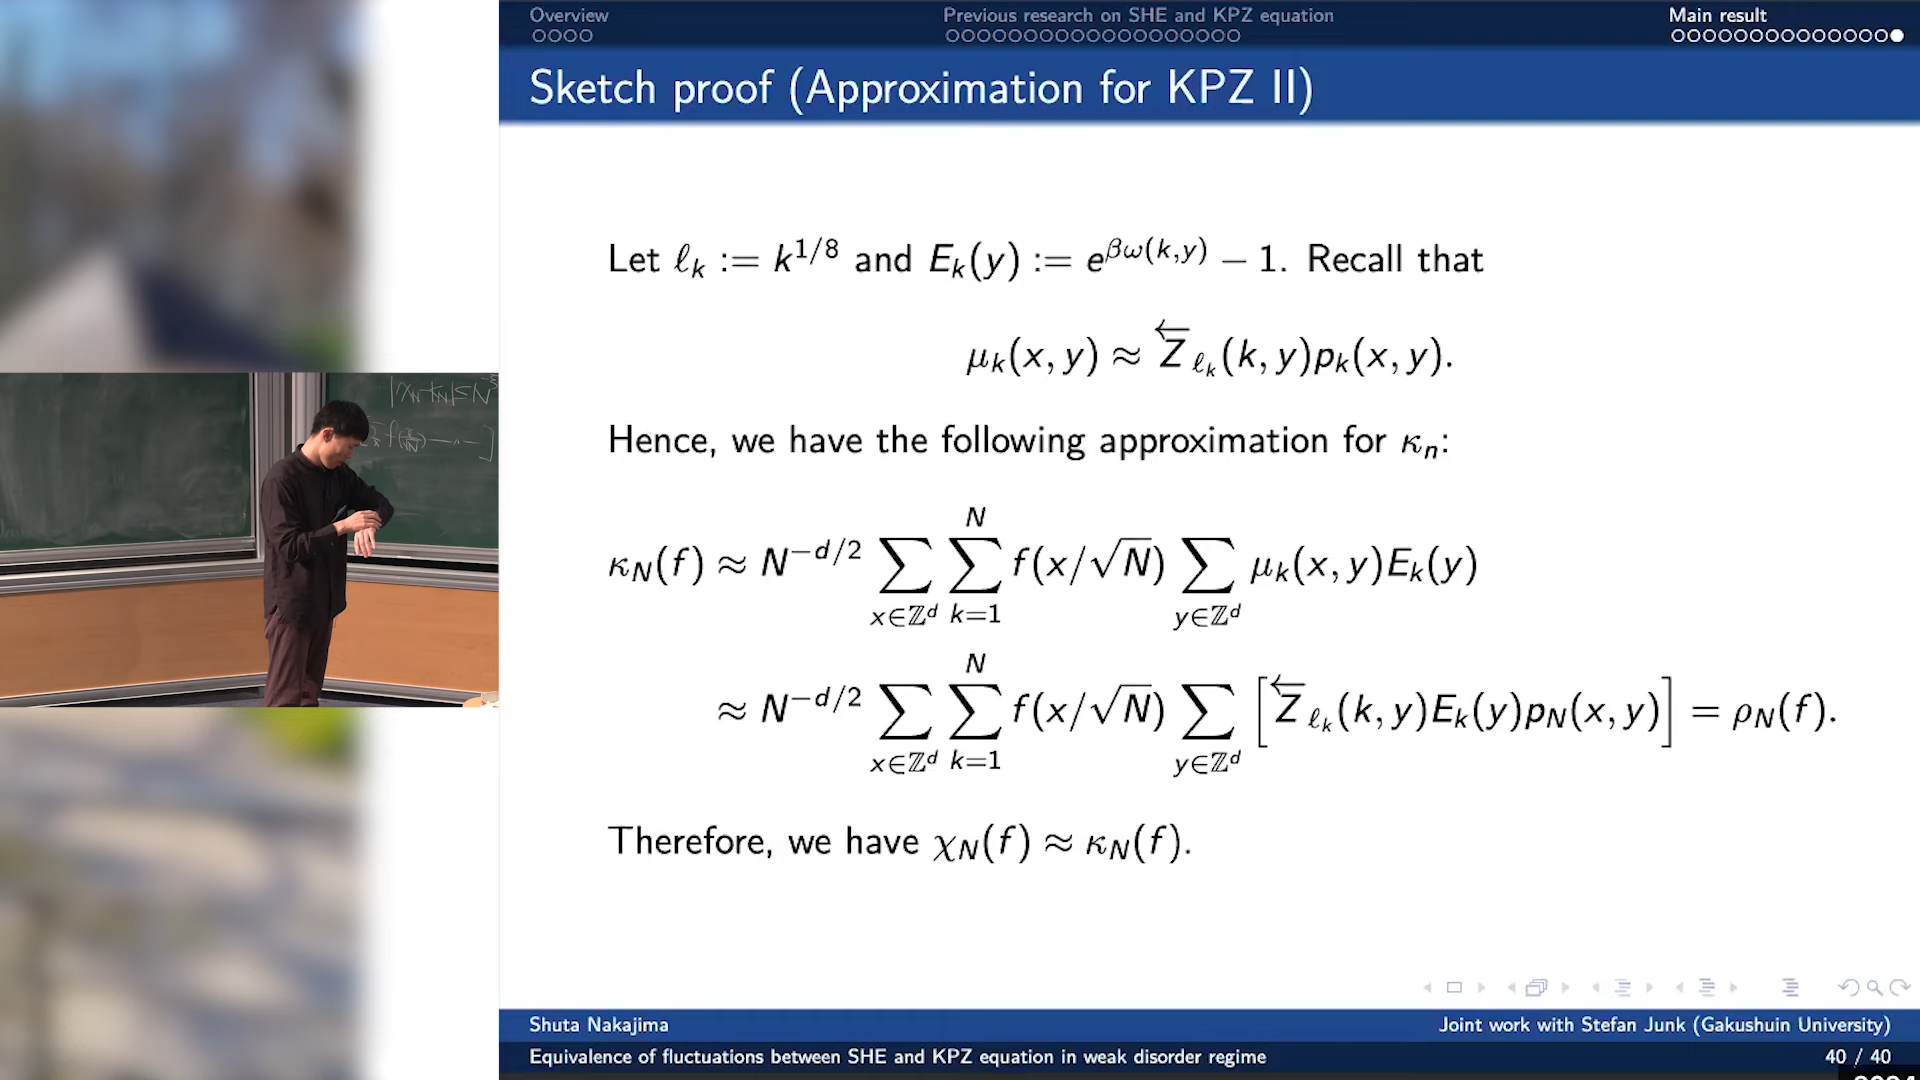 Overview
Previous research on SHE and KPZ equation
Main result
Sketch proof (Approximation for KPZ II)
Let ℓ_k := k^{1/8} and E_k(y) := e^{βω(k,y)} − 1. Recall that
μ_k(x, y) ≈ \overleftarrow{Z}_{ℓ_k}(k, y)p_k(x, y).
Hence, we have the following approximation for κ_n:
κ_N(f) ≈ N^{−d/2} ∑_{x∈ℤ^d} ∑_{k=1}^{N} f(x/√N) ∑_{y∈ℤ^d} μ_k(x, y)E_k(y)
≈ N^{−d/2} ∑_{x∈ℤ^d} ∑_{k=1}^{N} f(x/√N) ∑_{y∈ℤ^d} [\overleftarrow{Z}_{ℓ_k}(k, y)E_k(y)p_N(x, y)] = ρ_N(f).
Therefore, we have χ_N(f) ≈ κ_N(f).
Shuta Nakajima
Joint work with Stefan Junk (Gakushuin University)
Equivalence of fluctuations between SHE and KPZ equation in weak disorder regime
40 / 40